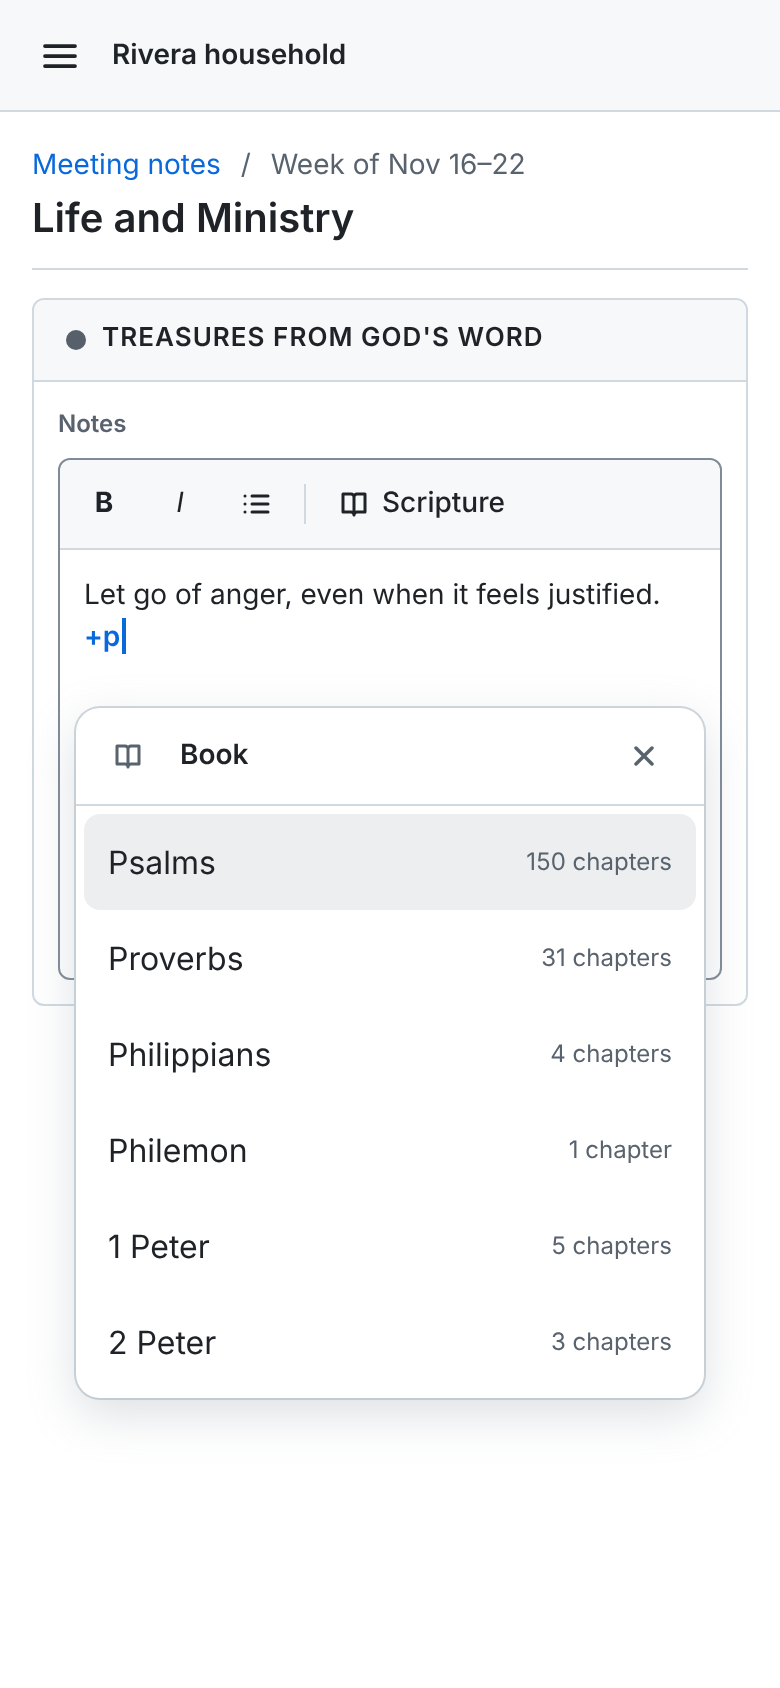 Rivera household
Meeting notes / Week of Nov 16–22
Life and Ministry
TREASURES FROM GOD'S WORD
Notes
B I Scripture
Let go of anger, even when it feels justified.
+p
Book
Psalms 150 chapters
Proverbs 31 chapters
Philippians 4 chapters
Philemon 1 chapter
1 Peter 5 chapters
2 Peter 3 chapters